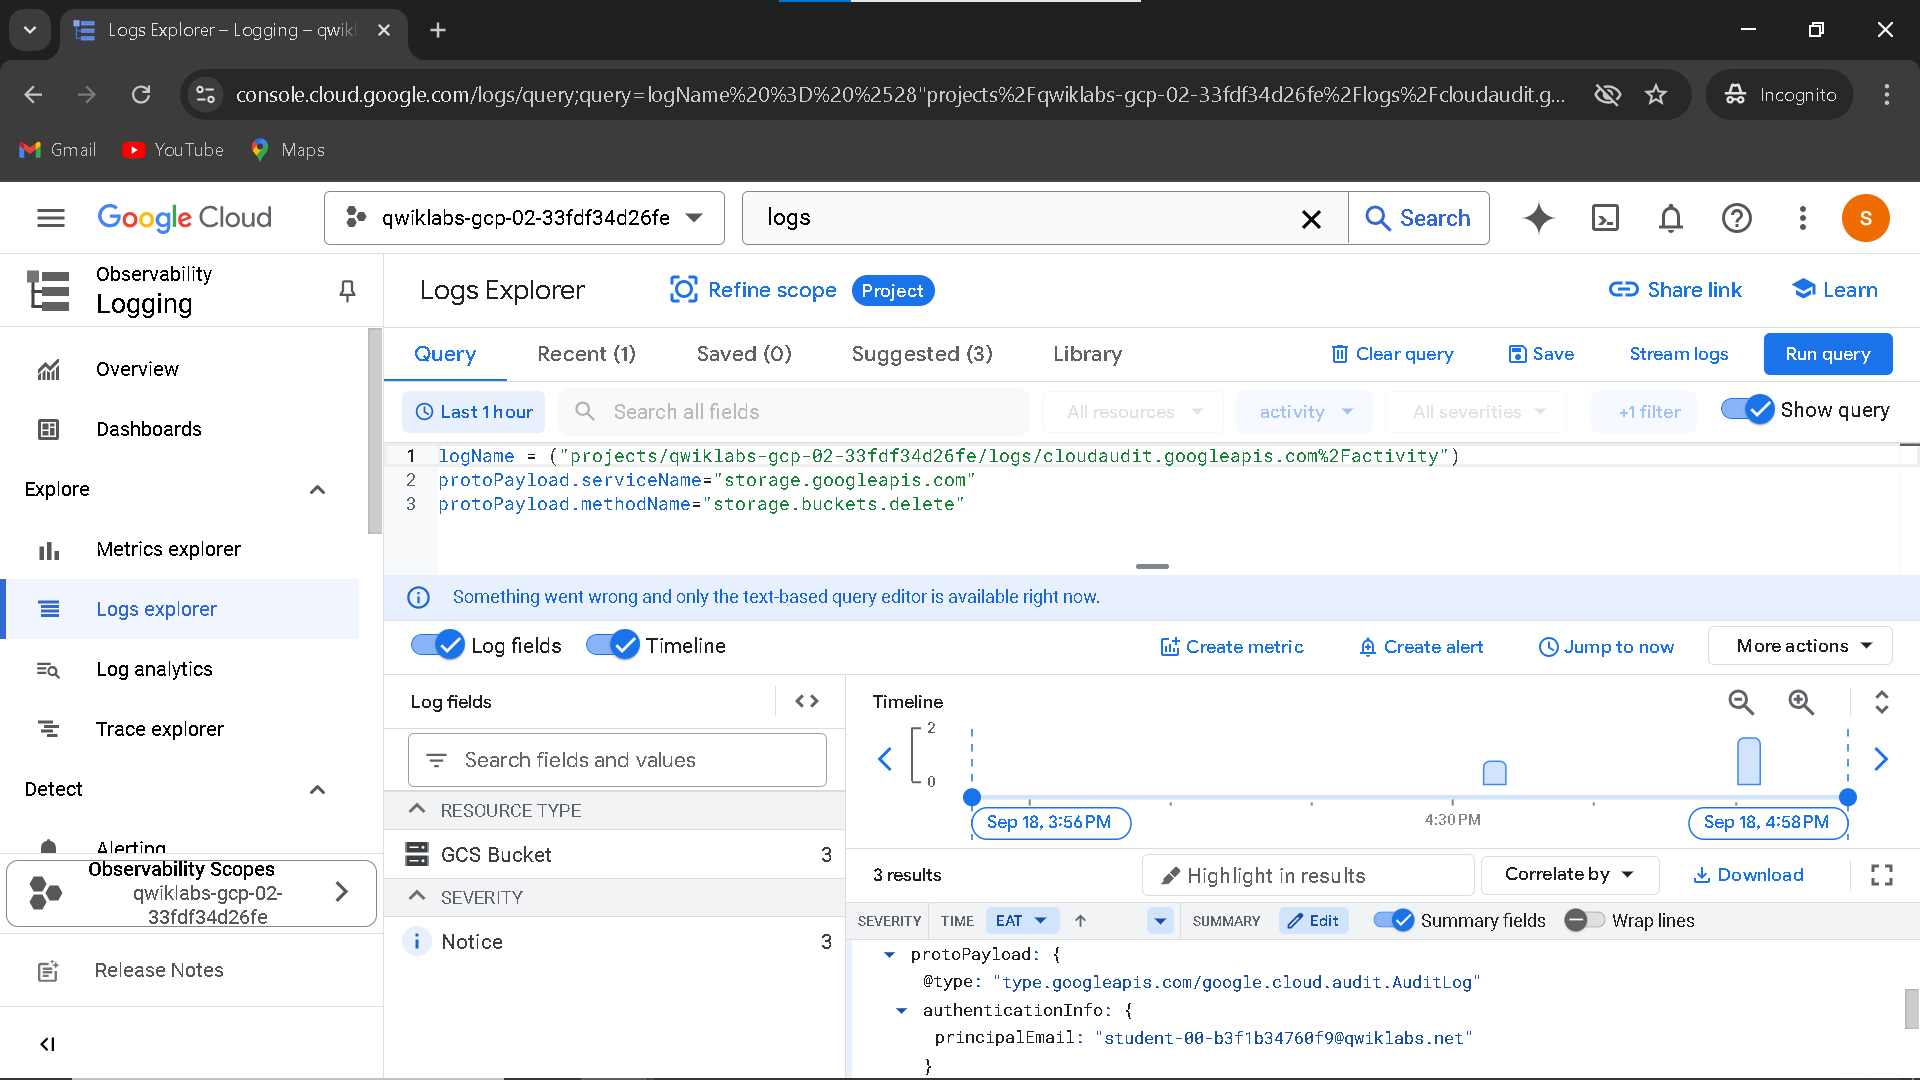 Logs Explorer – Logging – qwikl
console.cloud.google.com/logs/query;query=logName%20%3D%20%2528"projects%2Fqwiklabs-gcp-02-33fdf34d26fe%2Flogs%2Fcloudaudit.g...
Incognito
Gmail
YouTube
Maps
Google Cloud
qwiklabs-gcp-02-33fdf34d26fe
logs
Search
S
Observability
Logging
Logs Explorer
Refine scope
Project
Share link
Learn
Overview
Dashboards
Explore
Metrics explorer
Logs explorer
Log analytics
Trace explorer
Detect
Alerting
Observability Scopes
qwiklabs-gcp-02-
33fdf34d26fe
Release Notes
Query
Recent (1)
Saved (0)
Suggested (3)
Library
Clear query
Save
Stream logs
Run query
Last 1 hour
Search all fields
All resources
activity
All severities
+1 filter
Show query
1 logName = ("projects/qwiklabs-gcp-02-33fdf34d26fe/logs/cloudaudit.googleapis.com%2Factivity")
2 protoPayload.serviceName="storage.googleapis.com"
3 protoPayload.methodName="storage.buckets.delete"
Something went wrong and only the text-based query editor is available right now.
Log fields
Timeline
Create metric
Create alert
Jump to now
More actions
Log fields
Search fields and values
RESOURCE TYPE
GCS Bucket 3
SEVERITY
Notice 3
Timeline
2
0
4:30 PM
Sep 18, 3:56 PM
Sep 18, 4:58 PM
3 results
Highlight in results
Correlate by
Download
SEVERITY
TIME
EAT
SUMMARY
Edit
Summary fields
Wrap lines
protoPayload: {
@type: "type.googleapis.com/google.cloud.audit.AuditLog"
authenticationInfo: {
principalEmail: "student-00-b3f1b34760f9@qwiklabs.net"
}